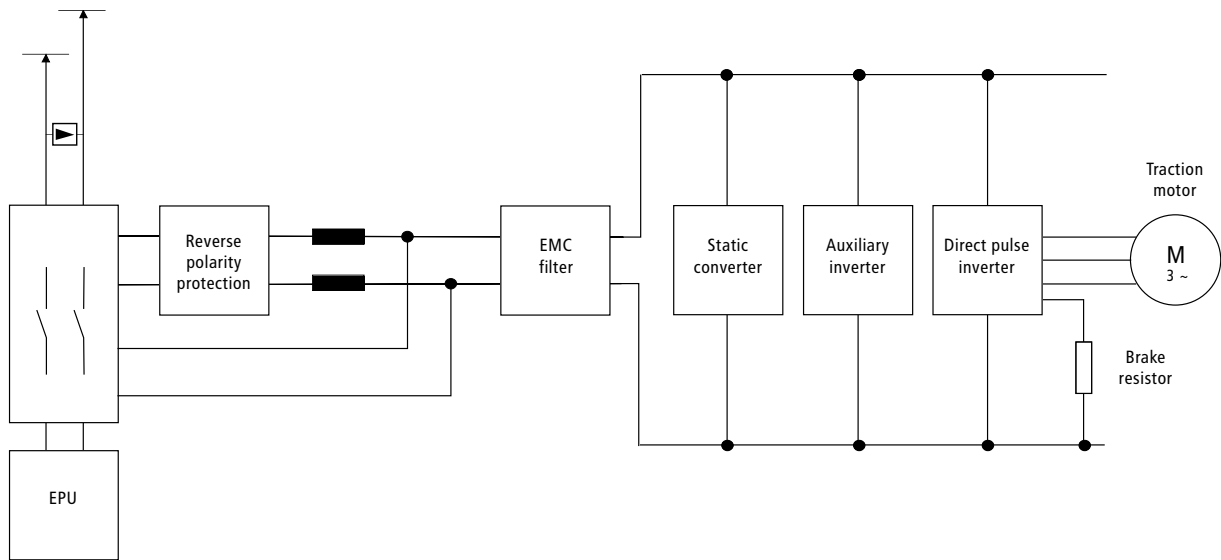 Traction
motor
Reverse
polarity
protection
EMC
filter
Static
converter
Auxiliary
inverter
Direct pulse
inverter
M
3 ~
Brake
resistor
EPU